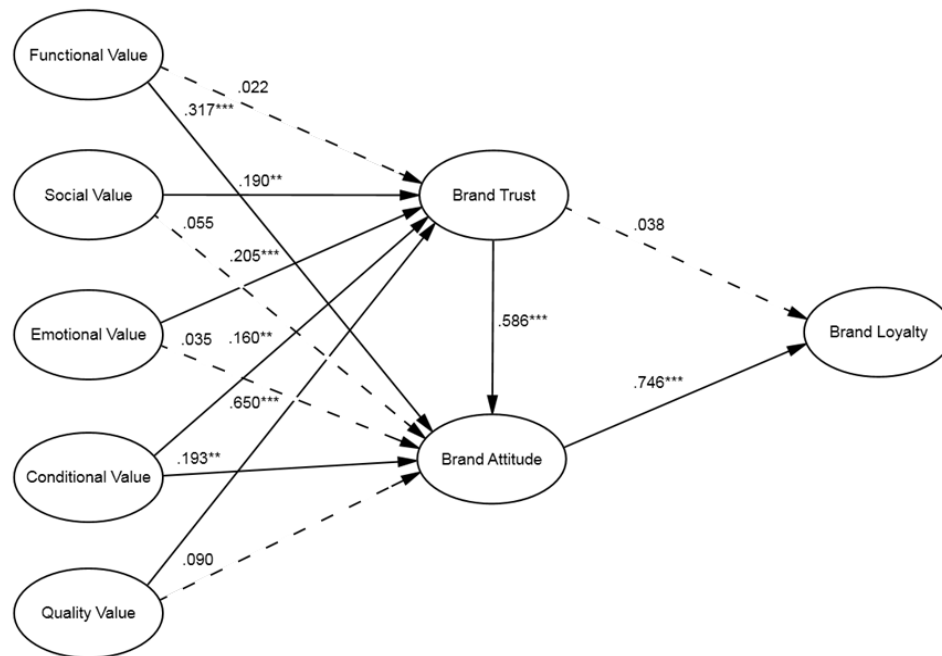 Functional Value
.022
.317***
Social Value
.190**
Brand Trust
.055
.038
.205***
Emotional Value
.035
.160**
.586***
Brand Loyalty
.650***
.746***
.193**
Brand Attitude
Conditional Value
.090
Quality Value